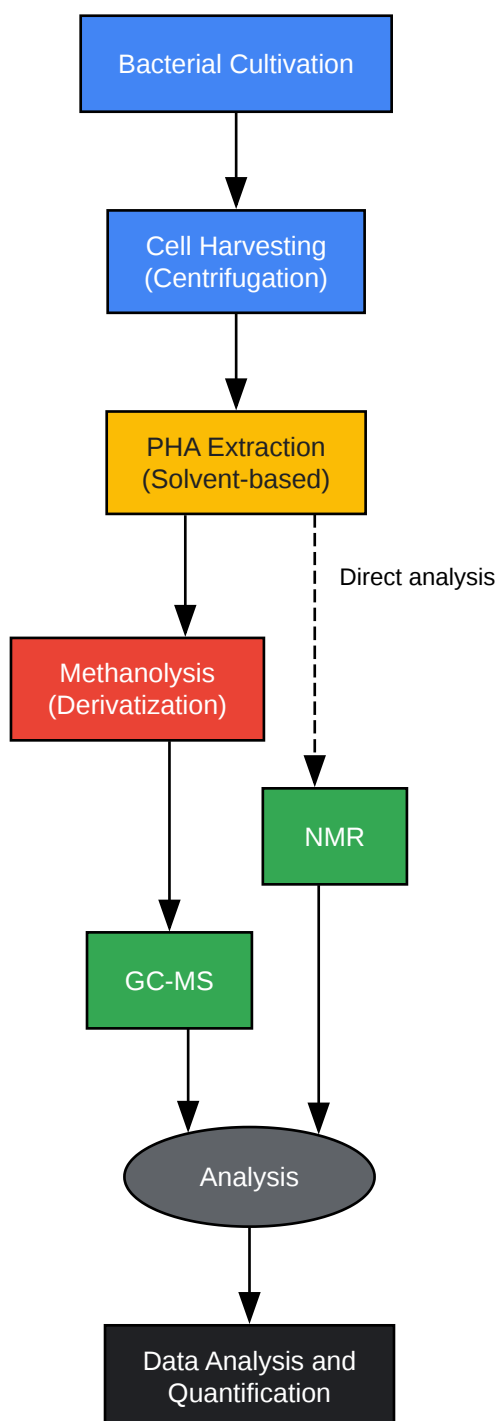 Bacterial Cultivation
Cell Harvesting
(Centrifugation)
PHA Extraction
(Solvent-based)
Direct analysis
Methanolysis
(Derivatization)
NMR
GC-MS
Analysis
Data Analysis and
Quantification